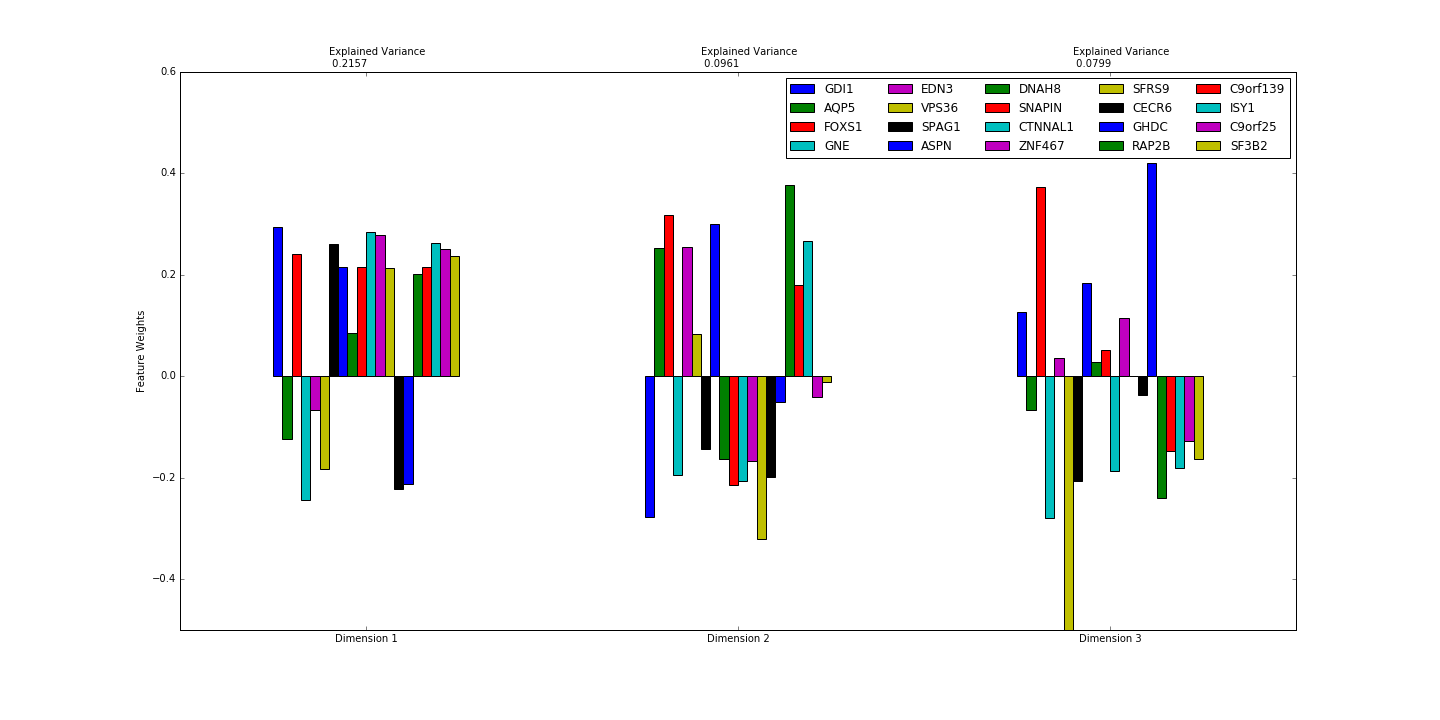 Explained Variance Explained Variance Explained Variance
0.2157 0.0961 0.0799
0.6
GDI1 EDN3 DNAH8 SFRS9 C9orf139
AQP5 VPS36 SNAPIN CECR6 ISY1
FOXS1 SPAG1 CTNNAL1 GHDC C9orf25
GNE ASPN ZNF467 RAP2B SF3B2
0.4
0.2
Feature Weights
0.0
−0.2
−0.4
Dimension 1 Dimension 2 Dimension 3